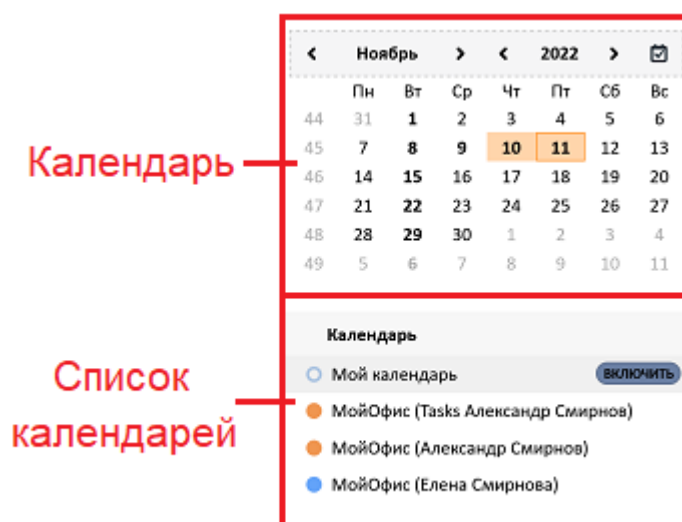 Ноябрь 2022
Пн Вт Ср Чт Пт Сб Вс
44 31 1 2 3 4 5 6
45 7 8 9 10 11 12 13
Календарь
46 14 15 16 17 18 19 20
47 21 22 23 24 25 26 27
48 28 29 30 1 2 3 4
49 5 6 7 8 9 10 11
Календарь
Мой календарь ВКЛЮЧИТЬ
Список
календарей
МойОфис (Tasks Александр Смирнов)
МойОфис (Александр Смирнов)
МойОфис (Елена Смирнова)